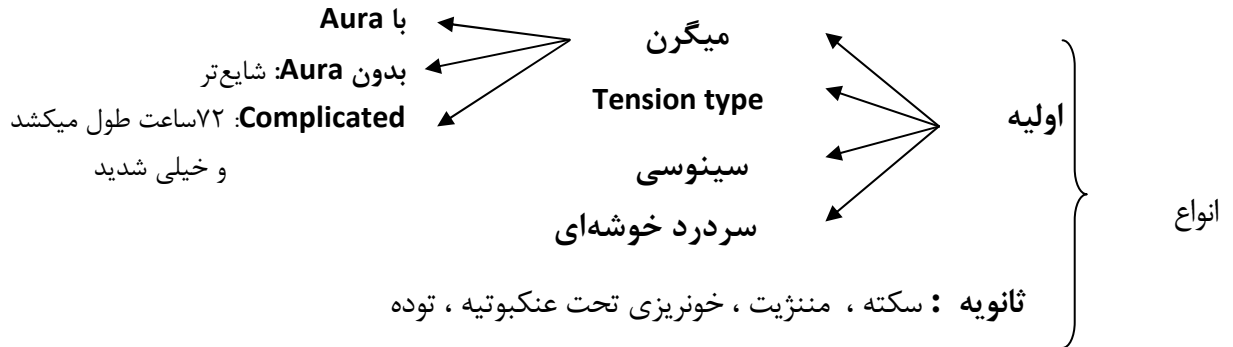 انواع
اولیه
میگرن
با Aura
بدون Aura: شایع‌تر
Complicated: ۷۲ساعت طول میکشد
و خیلی شدید
Tension type
سینوسی
سردرد خوشه‌ای
ثانویه : سکته ، مننژیت ، خونریزی تحت عنکبوتیه ، توده